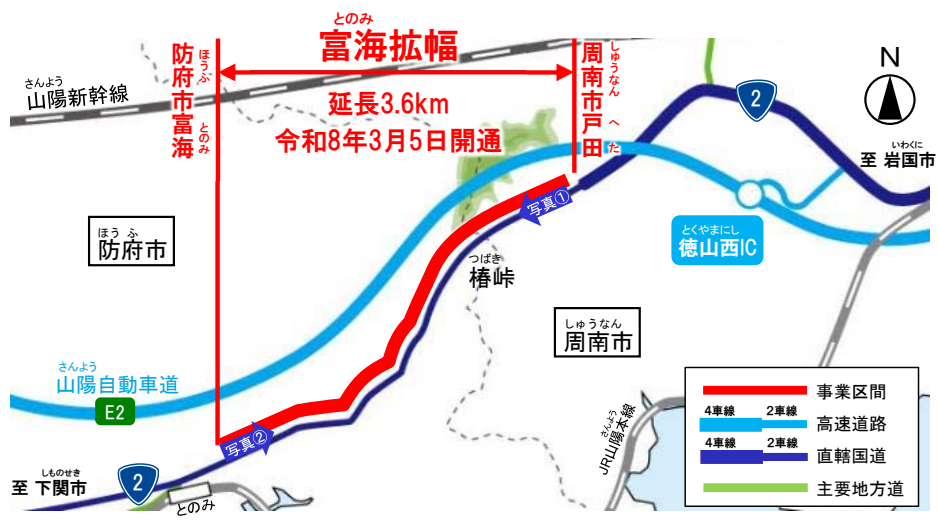 とのみ
富海拡幅
延長3.6km
令和8年3月5日開通
防府市富海
ほうふ とのみ
周南市戸田
しゅうなん へた
さんよう
山陽新幹線
2
N
いわくに
至 岩国市
写真①
とくやまにし
徳山西IC
ほうふ
防府市
つばき
椿峠
しゅうなん
周南市
さんよう
山陽自動車道
E2
写真②
しものせき
至 下関市
2
とのみ
さんよう
JR山陽本線
事業区間
4車線 2車線
高速道路
4車線 2車線
直轄国道
主要地方道